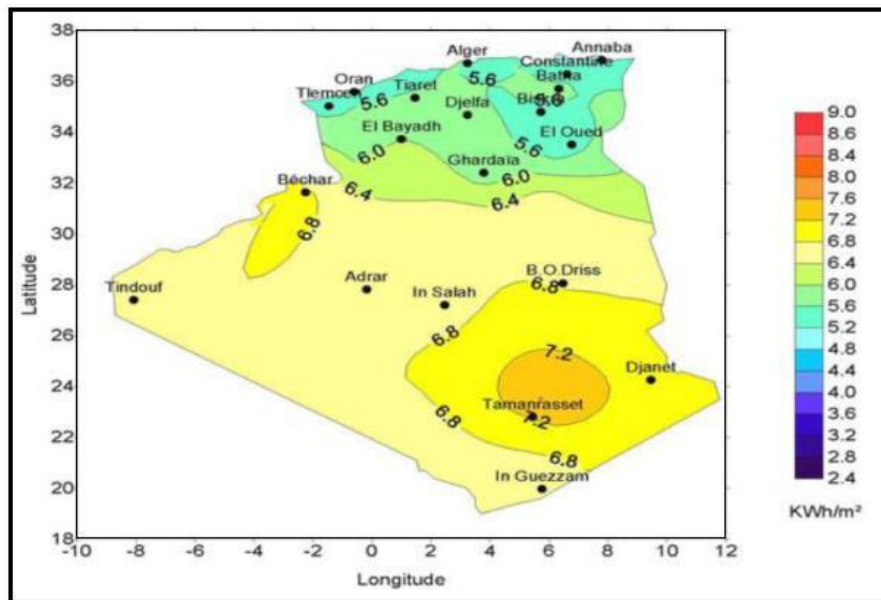 38
36
34
32
30
28
26
24
22
20
18
Latitude
-10 -8 -6 -4 -2 0 2 4 6 8 10 12
Longitude
Alger
Annaba
Constantine
Batna
Oran
Tiaret
Tlemcen
Djelfa
Biskra
El Bayadh
El Oued
Ghardaïa
Béchar
Tindouf
Adrar
In Salah
B.O.Driss
Djanet
Tamanrasset
In Guezzam
5.6
5.6
5.6
5.6
6.0
6.0
6.4
6.4
6.8
6.8
6.8
6.8
6.8
7.2
7.2
9.0
8.6
8.4
8.0
7.6
7.2
6.8
6.4
6.0
5.6
5.2
4.8
4.4
4.0
3.6
3.2
2.8
2.4
KWh/m²